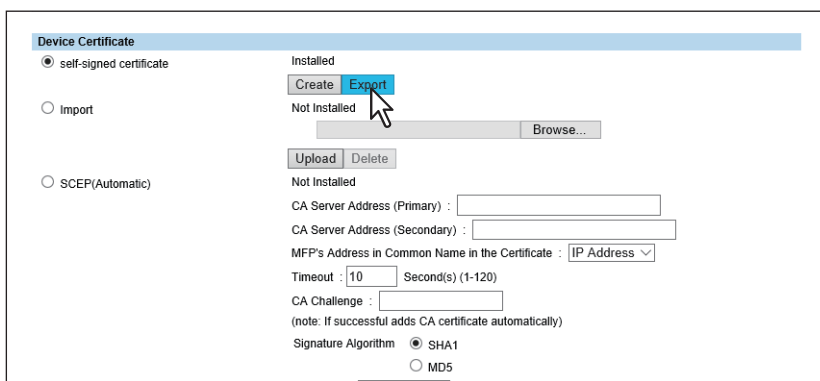 Device Certificate
self-signed certificate Installed
Create Export
Import Not Installed
Browse...
Upload Delete
SCEP(Automatic) Not Installed
CA Server Address (Primary) :
CA Server Address (Secondary) :
MFP's Address in Common Name in the Certificate : IP Address
Timeout : 10 Second(s) (1-120)
CA Challenge :
(note: If successful adds CA certificate automatically)
Signature Algorithm SHA1
MD5